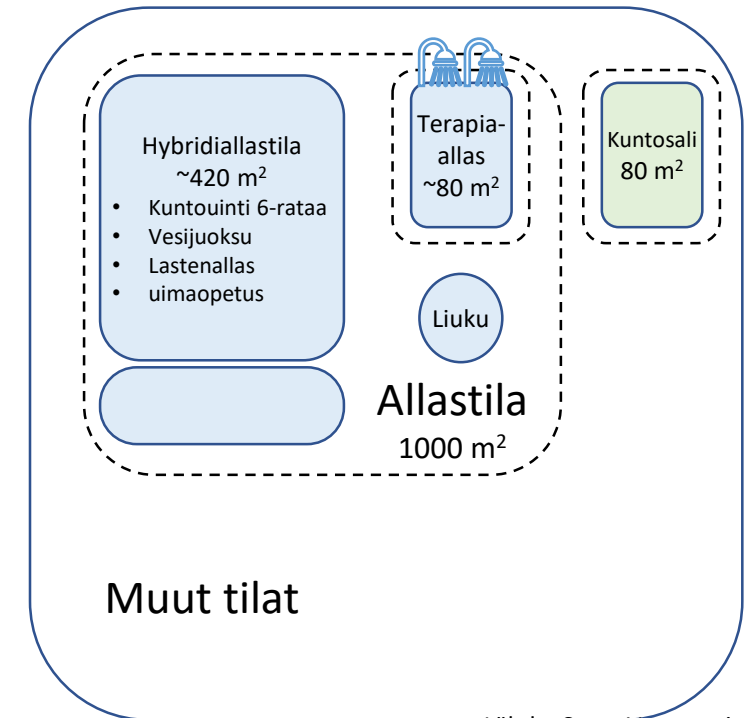 Hybridiallastila
~420 m²
• Kuntouinti 6-rataa
• Vesijuoksu
• Lastenallas
• uimaopetus
Terapia-
allas
~80 m²
Kuntosali
80 m²
Liuku
Allastila
1000 m²
Muut tilat